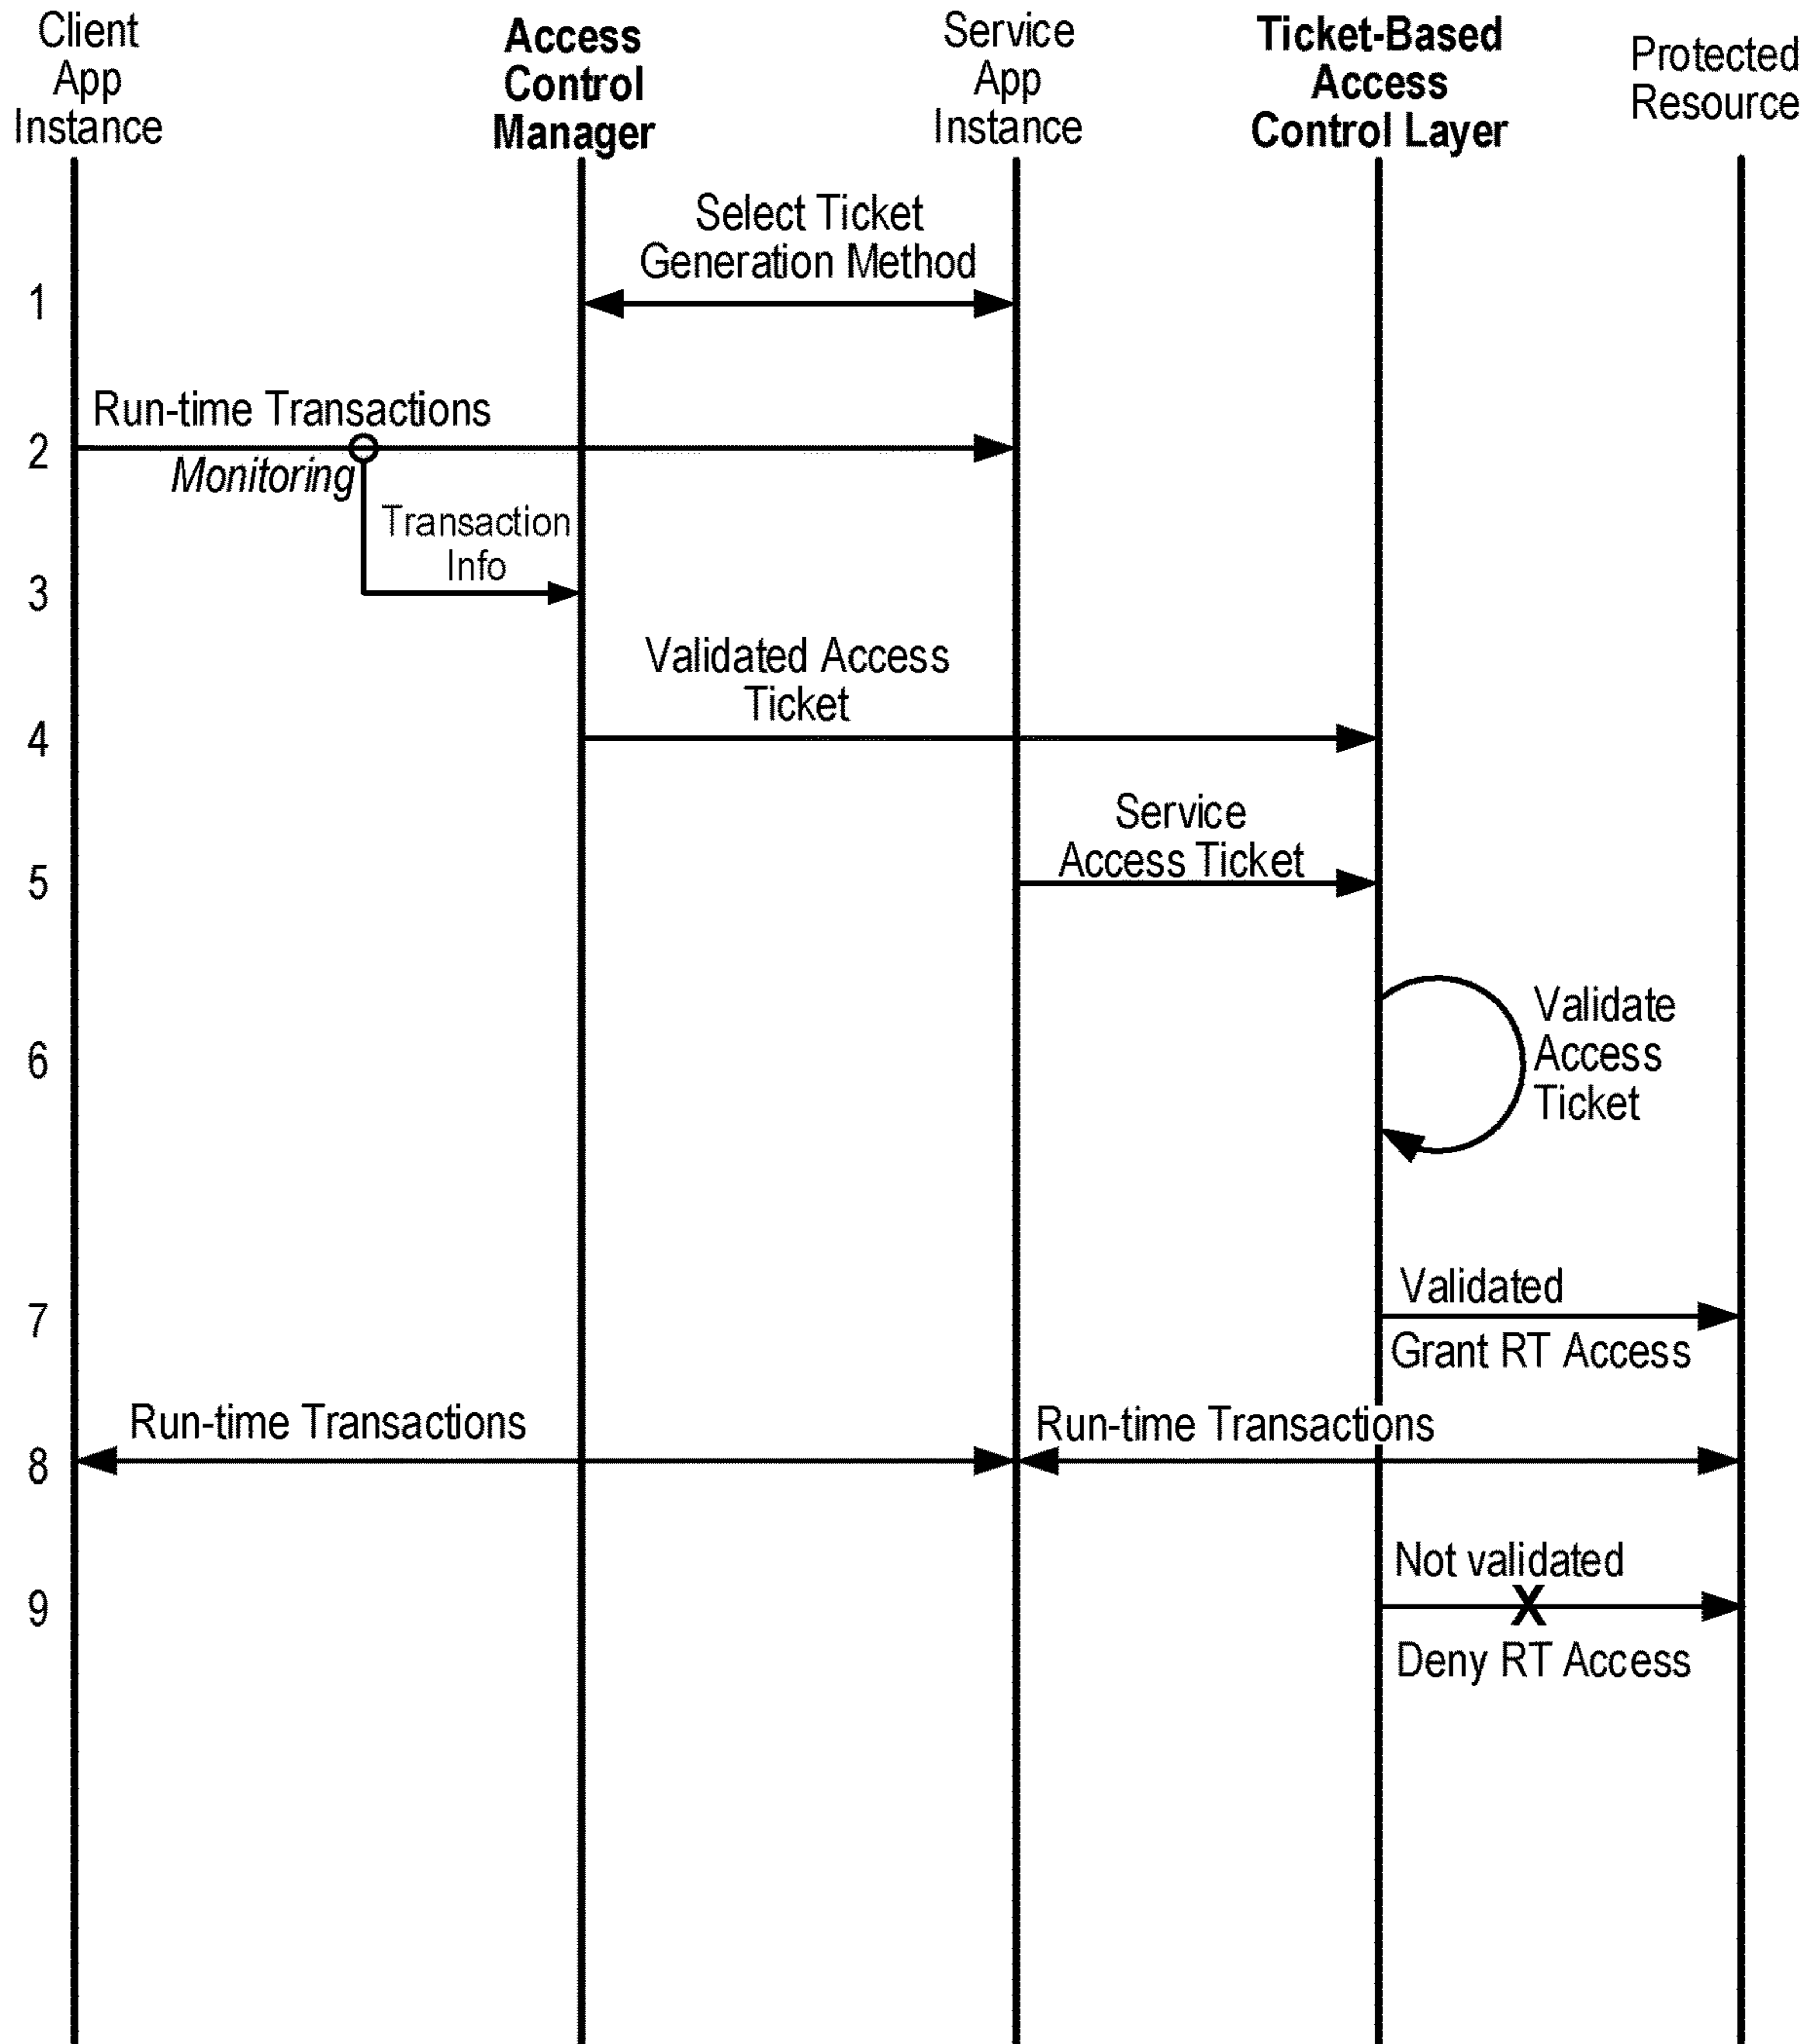 Client
App
Instance
Access
Control
Manager
Service
App
Instance
Ticket-Based
Access
Control Layer
Protected
Resource
Select Ticket
Generation Method
1
Run-time Transactions
2
Monitoring
Transaction
Info
3
Validated Access
Ticket
4
Service
Access Ticket
5
Validate
Access
Ticket
6
Validated
7
Grant RT Access
Run-time Transactions
Run-time Transactions
8
Not validated
9
X
Deny RT Access